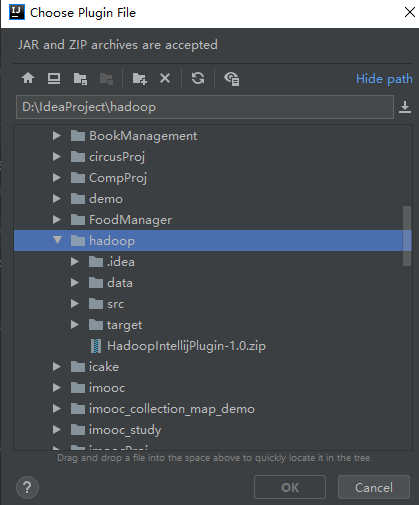 Choose Plugin File
JAR and ZIP archives are accepted
Hide path
D:\IdeaProject\hadoop
BookManagement
circusProj
CompProj
demo
FoodManager
hadoop
.idea
data
src
target
HadoopIntellijPlugin-1.0.zip
icake
imooc
imooc_collection_map_demo
imooc_study
imoocProj
Drag and drop a file into the space above to quickly locate it in the tree
?
OK
Cancel